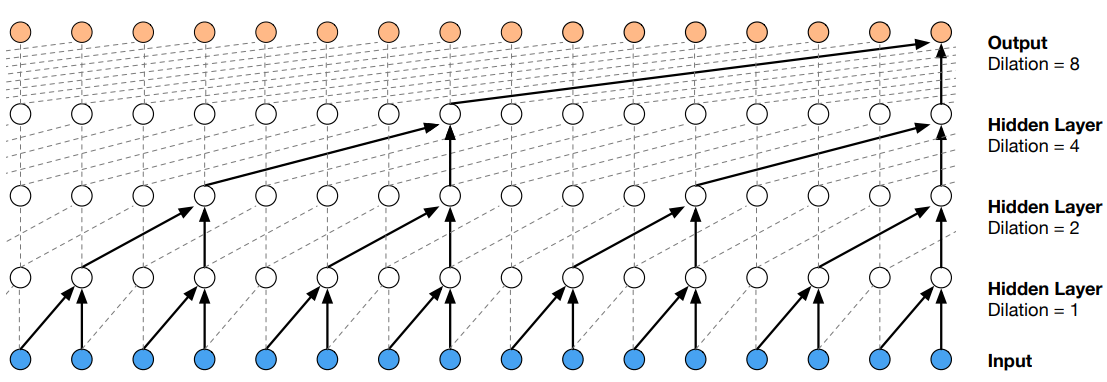 Output
Dilation = 8
Hidden Layer
Dilation = 4
Hidden Layer
Dilation = 2
Hidden Layer
Dilation = 1
Input